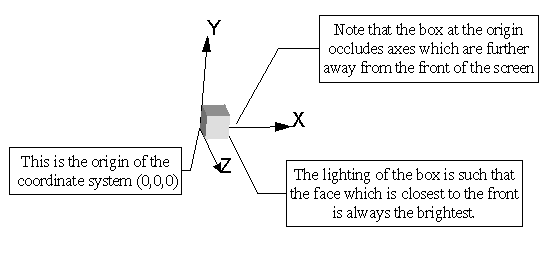 Y
Note that the box at the origin
occludes axes which are further
away from the front of the screen
X
This is the origin of the
coordinate system (0,0,0)
Z
The lighting of the box is such that
the face which is closest to the front
is always the brightest.